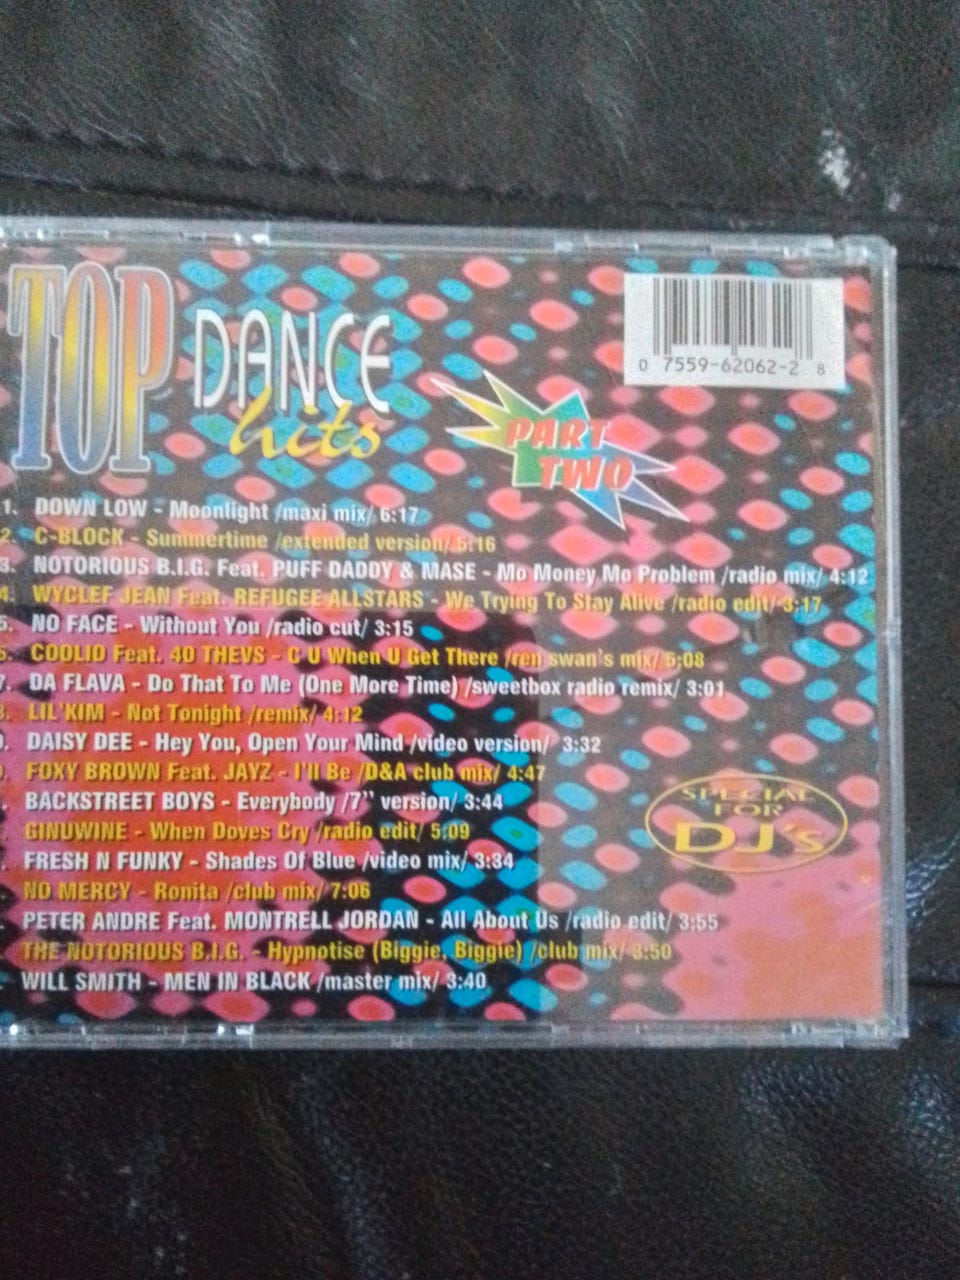 TOP DANCE hits
0 7559-62062-2 8
PART TWO
1. DOWN LOW - Moonlight /maxi mix/ 6:17
2. C-BLOCK - Summertime /extended version/ 5:16
3. NOTORIOUS B.I.G. Feat. PUFF DADDY & MASE - Mo Money Mo Problem /radio mix/ 4:12
4. WYCLEF JEAN Feat. REFUGEE ALLSTARS - We Trying To Stay Alive /radio edit/ 3:17
5. NO FACE - Without You /radio cut/ 3:15
6. COOLIO Feat. 40 THEVS - C U When U Get There /ren swan's mix/ 5:08
7. DA FLAVA - Do That To Me (One More Time) /sweetbox radio remix/ 3:01
8. LIL'KIM - Not Tonight /remix/ 4:12
DAISY DEE - Hey You, Open Your Mind /video version/ 3:32
FOXY BROWN Feat. JAYZ - I'll Be /D&A club mix/ 4:47
BACKSTREET BOYS - Everybody /7" version/ 3:44
GINUWINE - When Doves Cry /radio edit/ 5:09
FRESH N FUNKY - Shades Of Blue /video mix/ 3:34
NO MERCY - Ronita /club mix/ 7:06
PETER ANDRE Feat. MONTRELL JORDAN - All About Us /radio edit/ 3:55
THE NOTORIOUS B.I.G. - Hypnotise (Biggie, Biggie) /club mix/ 3:50
WILL SMITH - MEN IN BLACK /master mix/ 3:40
SPECIAL
FOR
DJ's